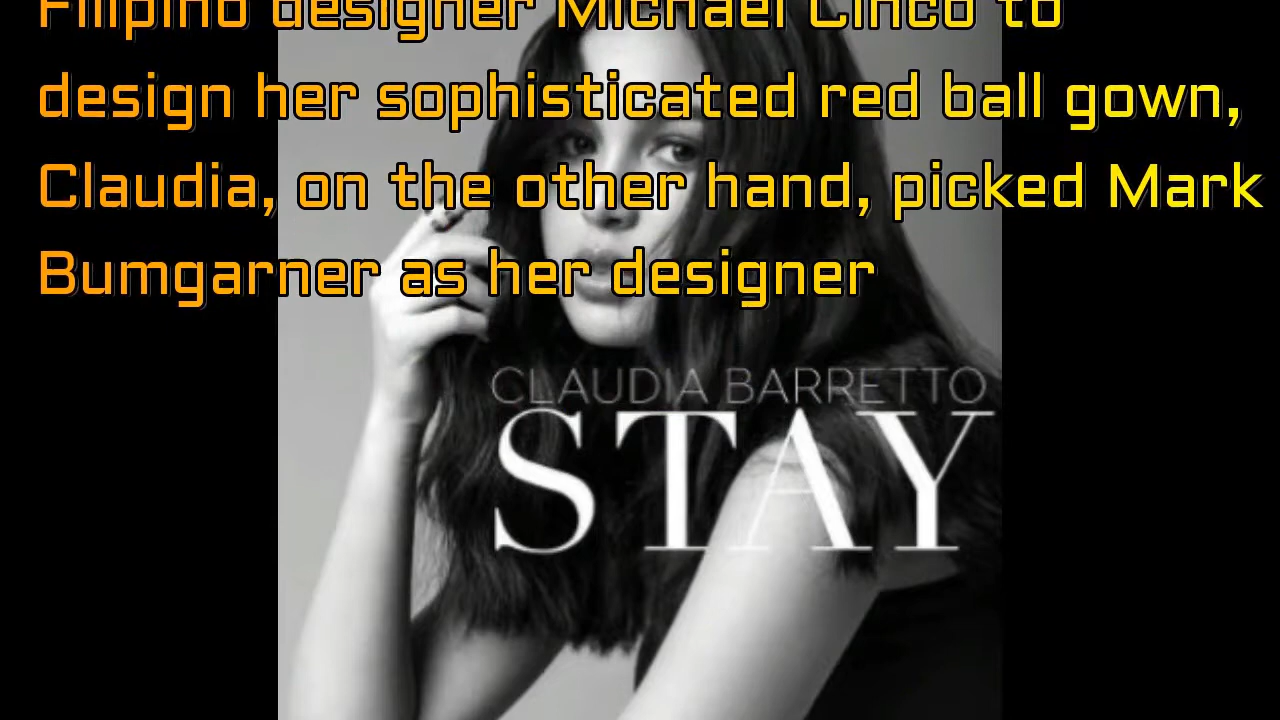 Filipino designer Michael Cinco to
design her sophisticated red ball gown,
Claudia, on the other hand, picked Mark
Bumgarner as her designer
CLAUDIA BARRETTO
STAY